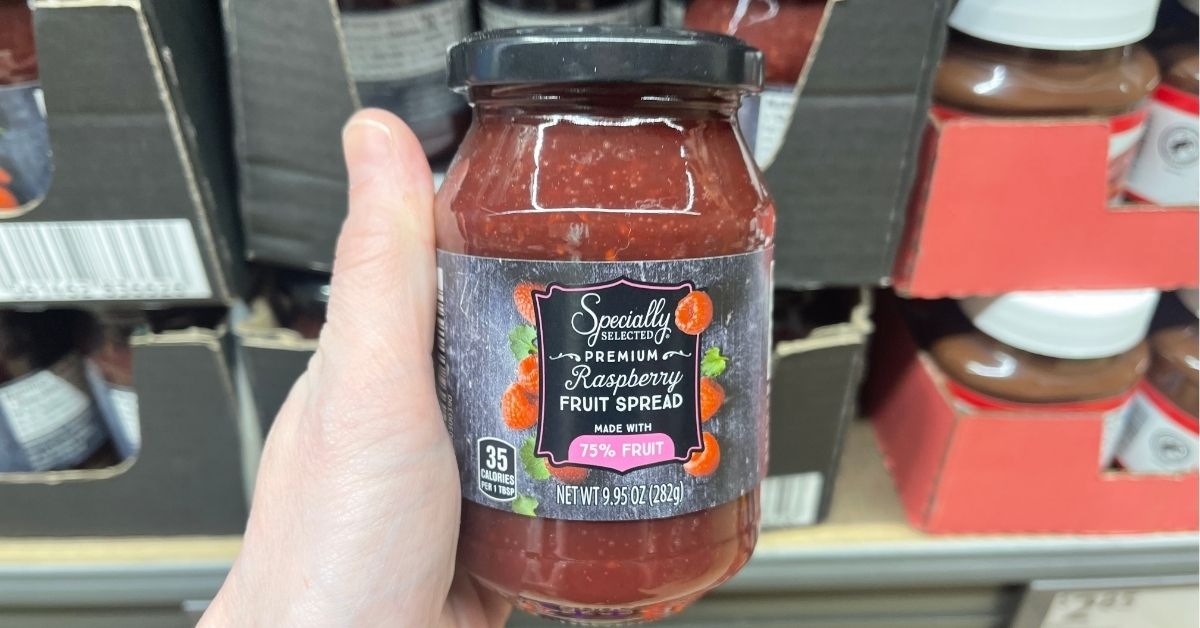 Specially
SELECTED®
PREMIUM
Raspberry
FRUIT SPREAD
MADE WITH
75% FRUIT
35
CALORIES
PER 1 TBSP
NET WT 9.95 OZ (282g)